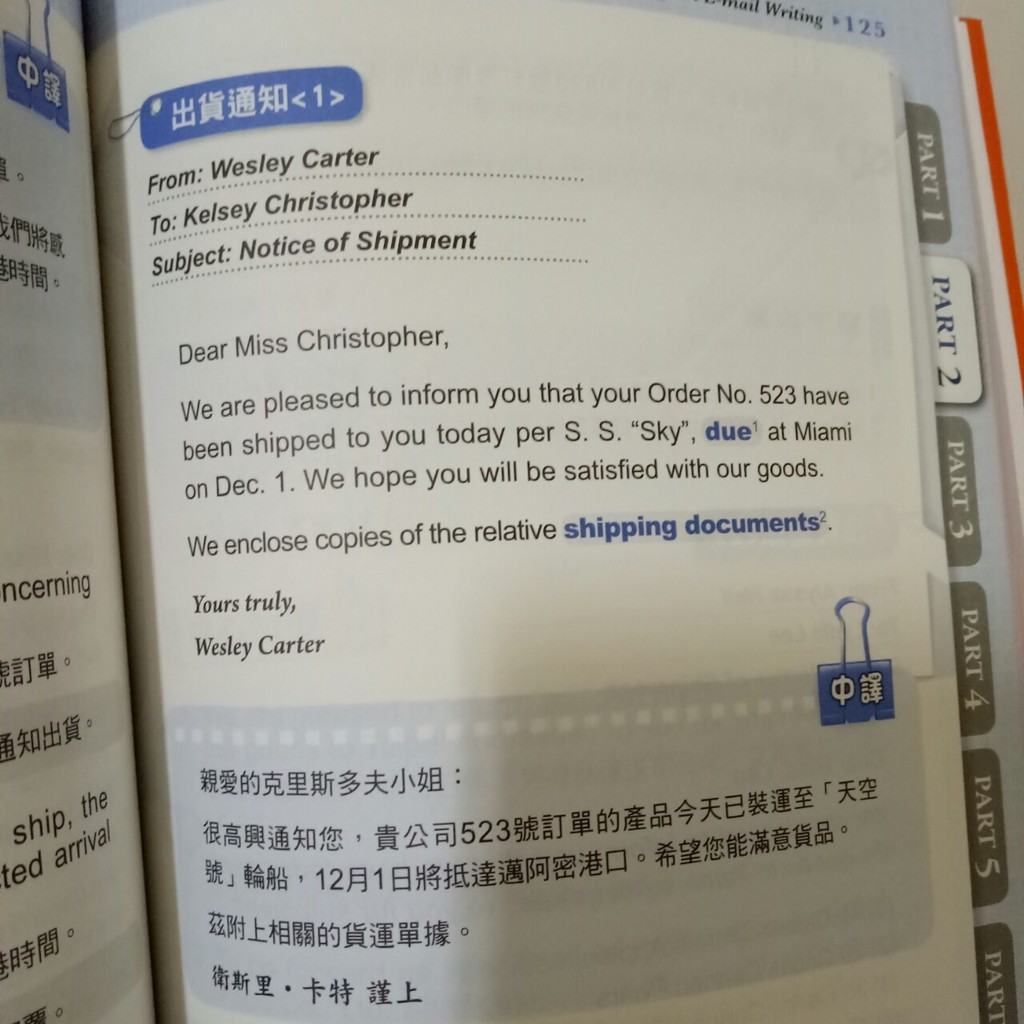 E-mail Writing ▸125
中譯
出貨通知<1>
From: Wesley Carter
To: Kelsey Christopher
Subject: Notice of Shipment
Dear Miss Christopher,
We are pleased to inform you that your Order No. 523 have
been shipped to you today per S. S. “Sky”, due¹ at Miami
on Dec. 1. We hope you will be satisfied with our goods.
We enclose copies of the relative shipping documents².
Yours truly,
Wesley Carter
中譯
親愛的克里斯多夫小姐：
很高興通知您，貴公司523號訂單的產品今天已裝運至「天空
號」輪船，12月1日將抵達邁阿密港口。希望您能滿意貨品。
茲附上相關的貨運單據。
衛斯里・卡特 謹上
我們將感
港時間。
ncerning
號訂單。
通知出貨。
ship, the
ted arrival
港時間。
PART 1
PART 2
PART 3
PART 4
PART 5
PART